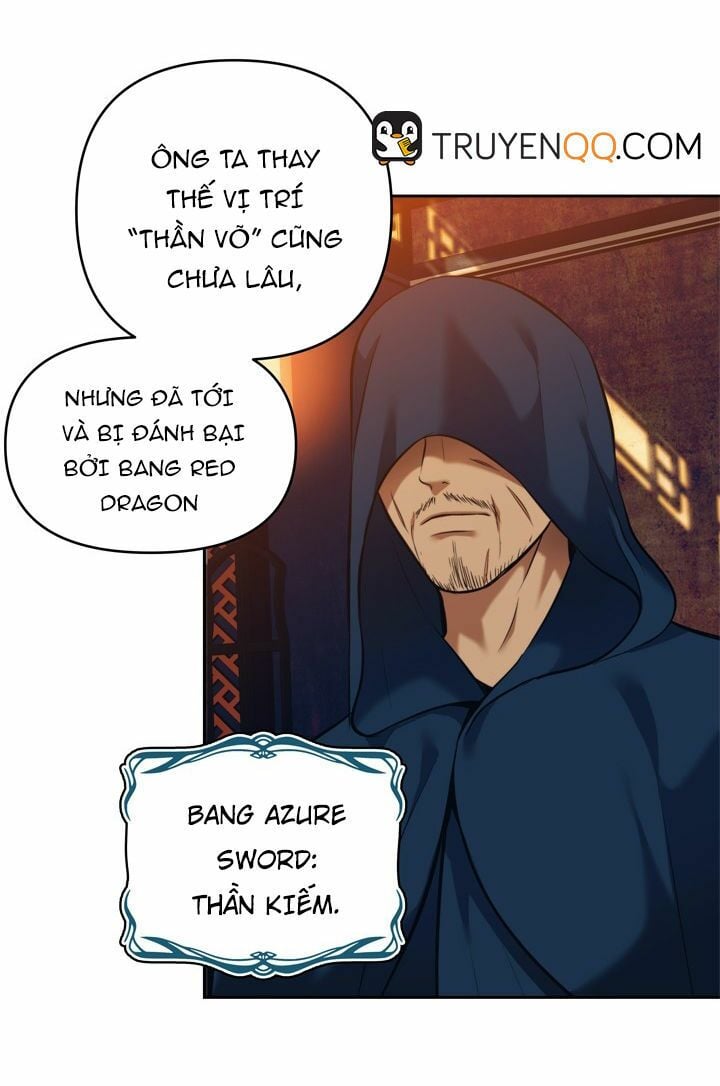 TRUYENQQ.COM
ÔNG TA THAY
THẾ VỊ TRÍ
“THẦN VÕ” CŨNG
CHƯA LÂU,
NHƯNG ĐÃ TỚI
VÀ BỊ ĐÁNH BẠI
BỞI BANG RED
DRAGON
BANG AZURE
SWORD:
THẦN KIẾM.